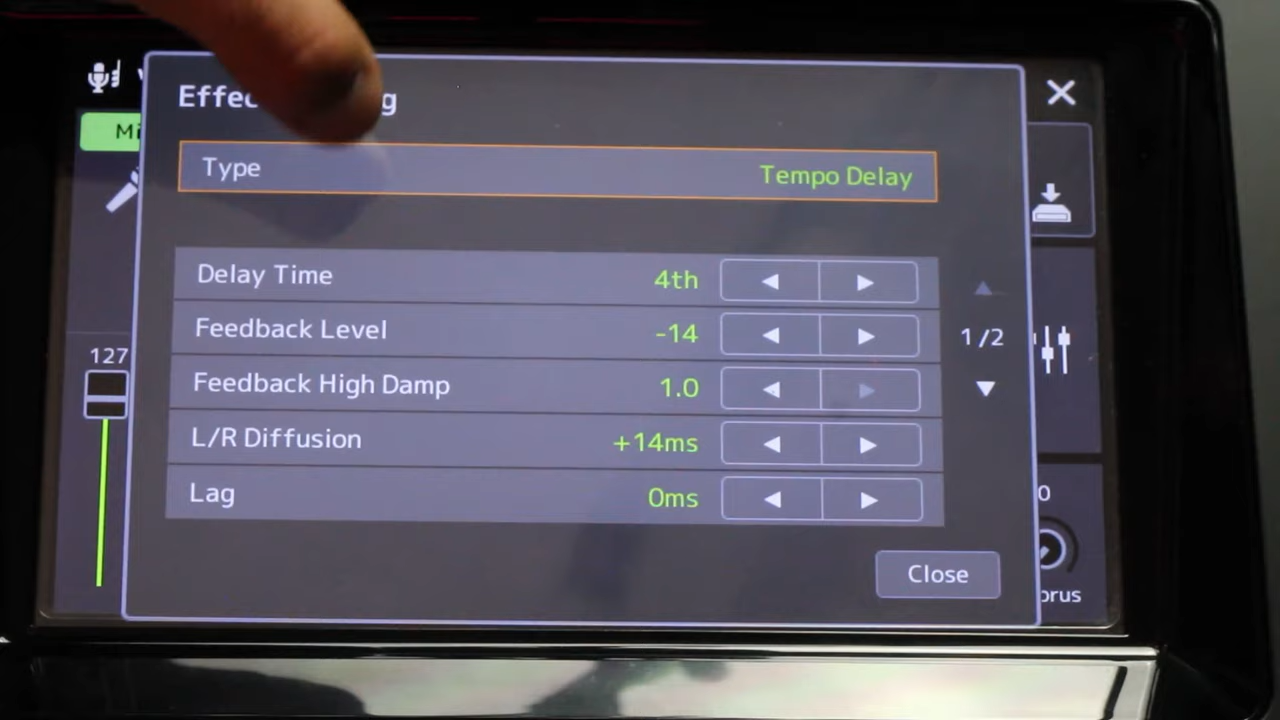 Type
Tempo Delay
Delay Time
4th
Feedback Level
-14
Feedback High Damp
1.0
L/R Diffusion
+14ms
Lag
0ms
1/2
127
0
Close